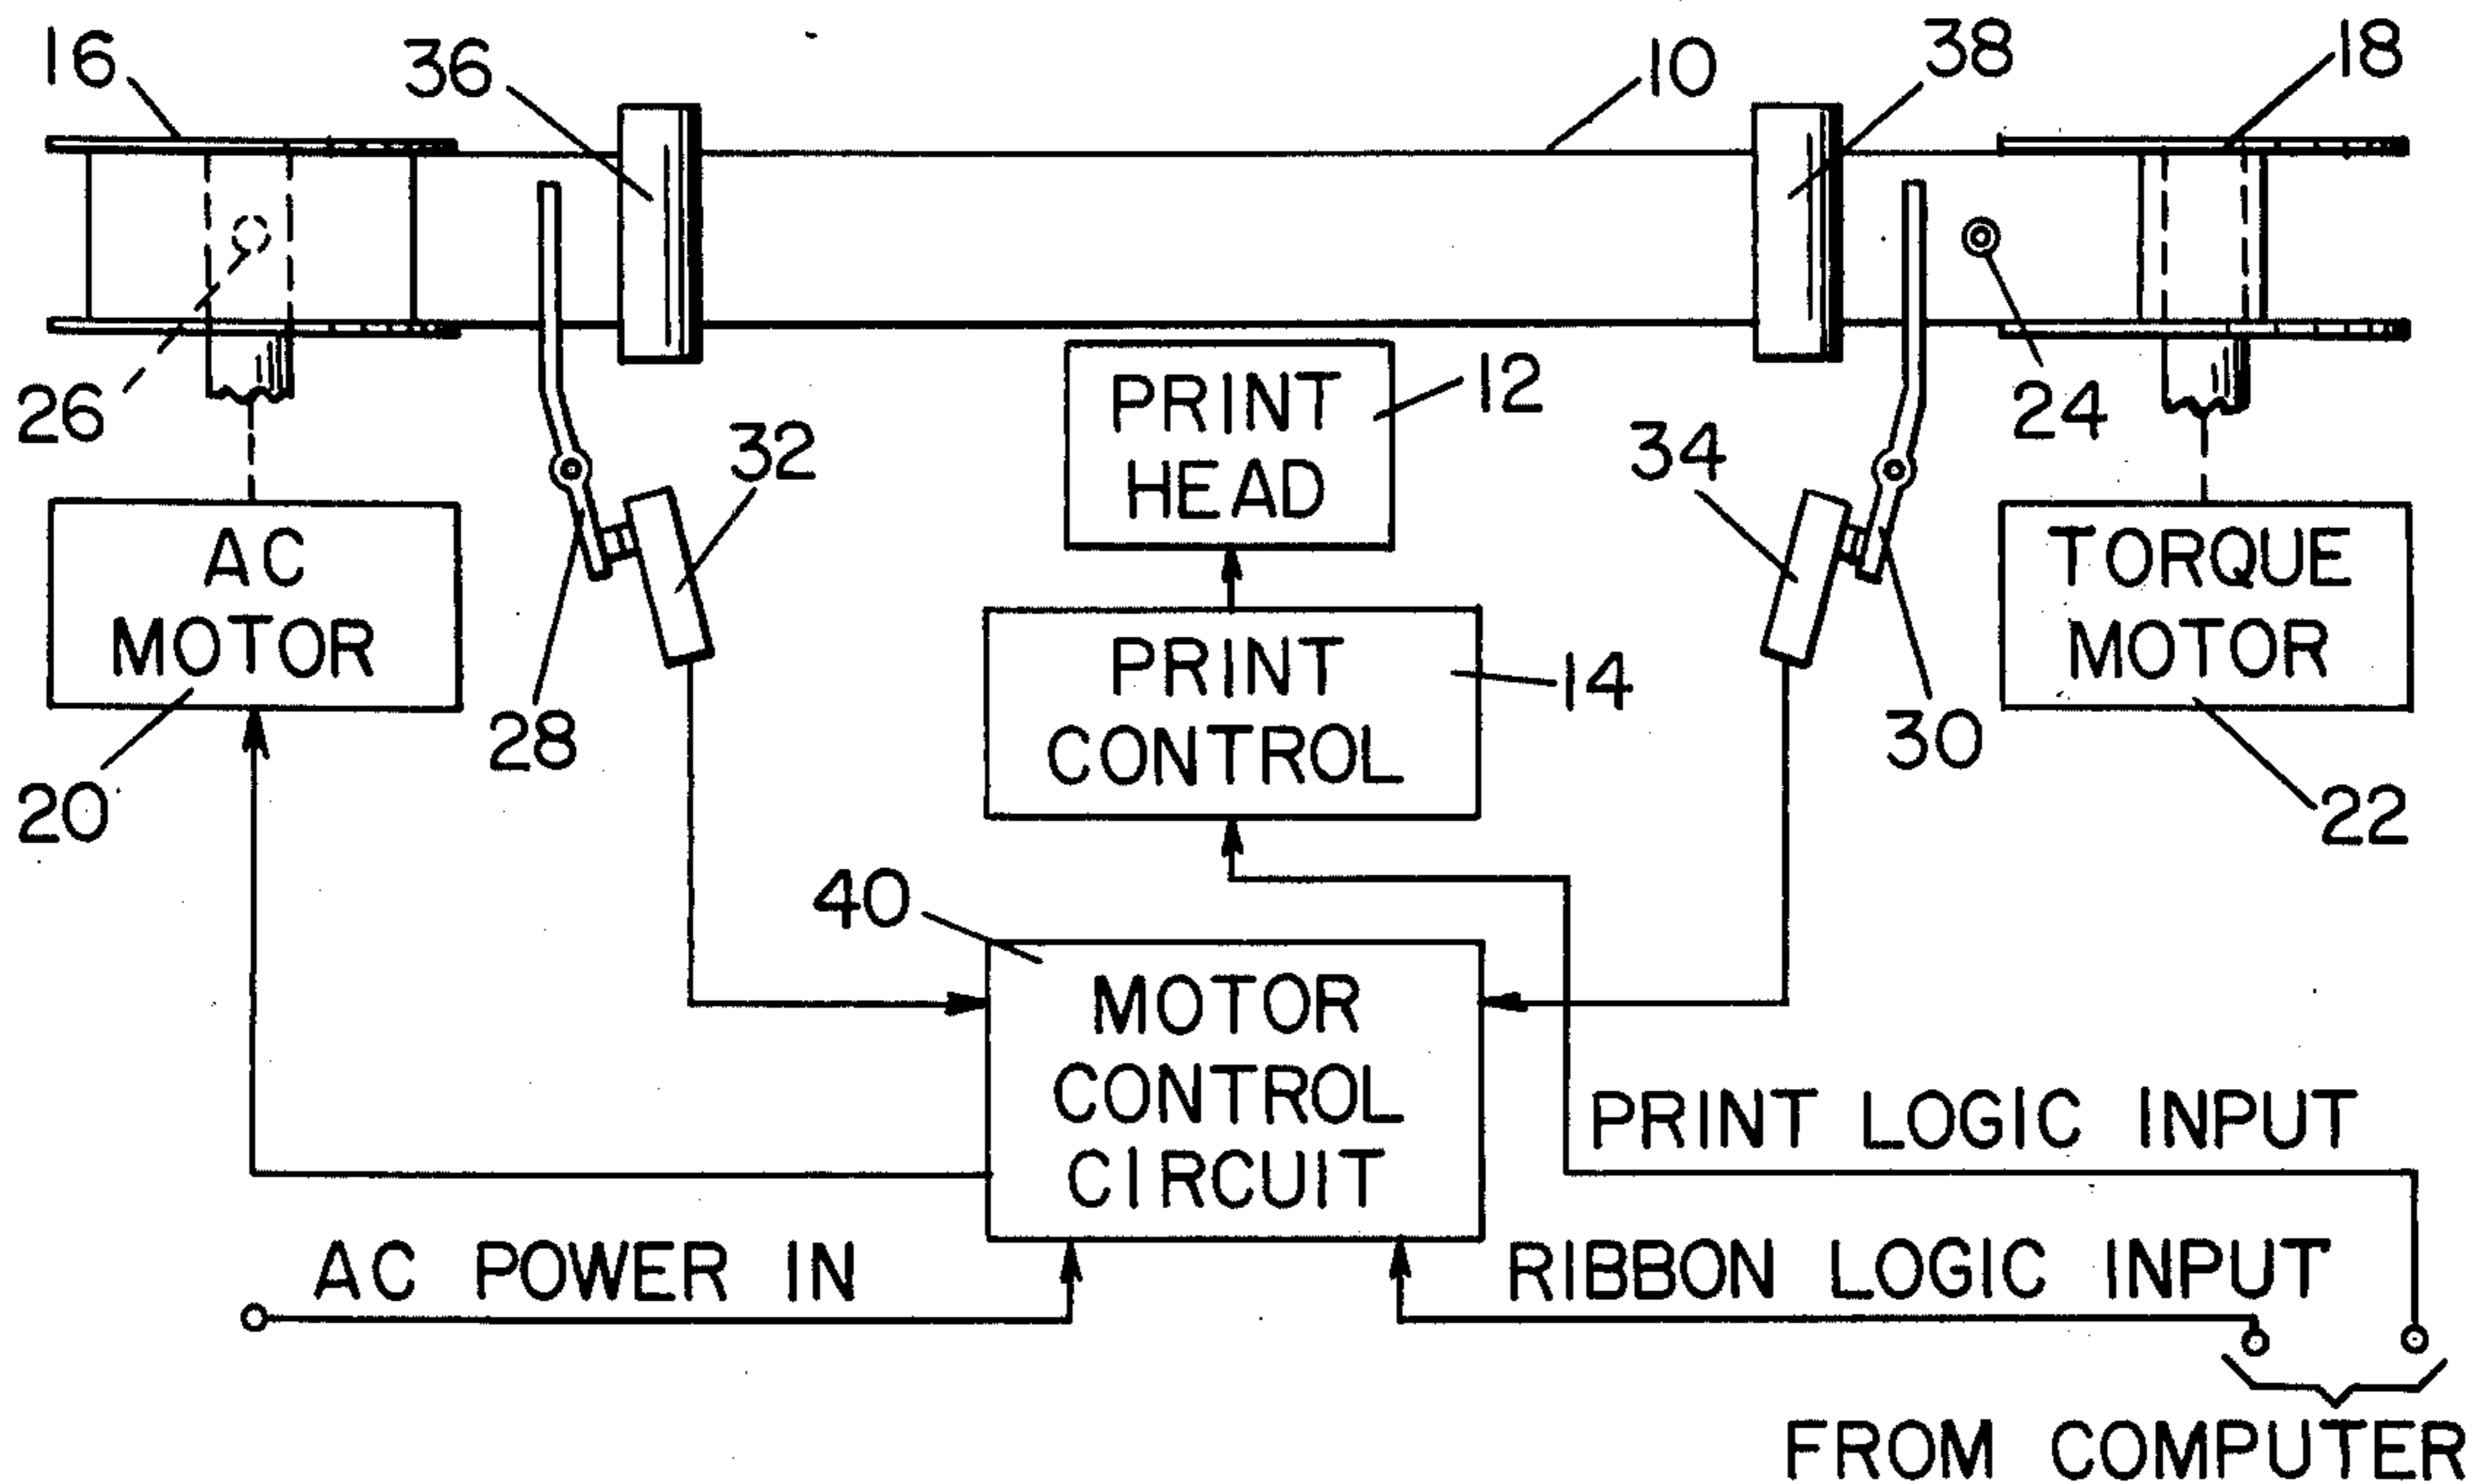 16
36
10
38
18
26
PRINT
HEAD
12
24
32
34
AC
MOTOR
TORQUE
MOTOR
PRINT
CONTROL
14
28
30
20
22
40
MOTOR
CONTROL
CIRCUIT
PRINT LOGIC INPUT
AC POWER IN
RIBBON LOGIC INPUT
FROM COMPUTER